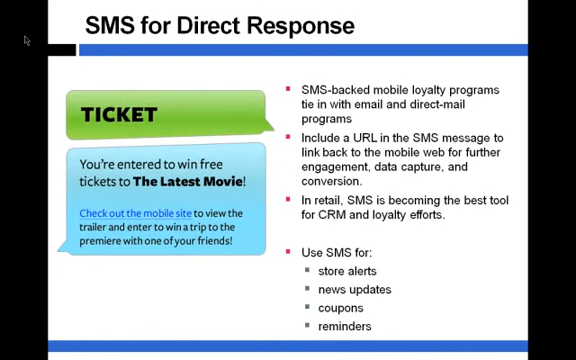 SMS for Direct Response
TICKET
You're entered to win free
tickets to The Latest Movie!
Check out the mobile site to view the
trailer and enter to win a trip to the
premiere with one of your friends!
SMS-backed mobile loyalty programs
tie in with email and direct-mail
programs
Include a URL in the SMS message to
link back to the mobile web for further
engagement, data capture, and
conversion.
In retail, SMS is becoming the best tool
for CRM and loyalty efforts.
Use SMS for:
store alerts
news updates
coupons
reminders